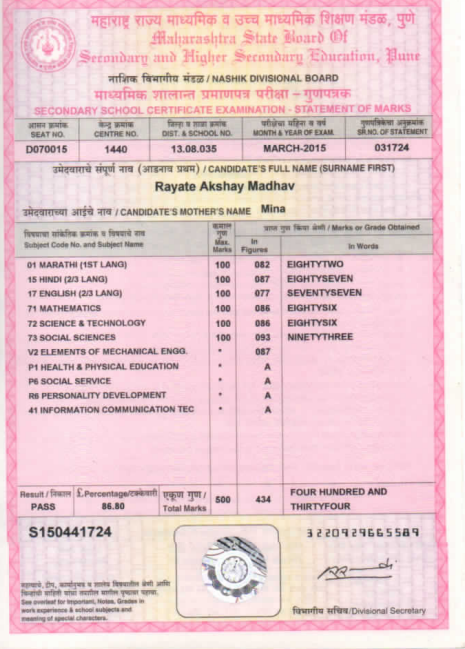 महाराष्ट्र राज्य माध्यमिक व उच्च माध्यमिक शिक्षण मंडळ, पुणे
Maharashtra State Board Of
Secondary and Higher Secondary Education, Pune
नाशिक विभागीय मंडळ / NASHIK DIVISIONAL BOARD
माध्यमिक शालान्त प्रमाणपत्र परीक्षा – गुणपत्रक
SECONDARY SCHOOL CERTIFICATE EXAMINATION - STATEMENT OF MARKS
आसन क्रमांक केन्द्र क्रमांक जिल्हा व शाळा क्रमांक परीक्षेचा महिना व वर्ष गुणपत्रिकेचा अनुक्रमांक
SEAT NO. CENTRE NO. DIST. & SCHOOL NO. MONTH & YEAR OF EXAM. SR.NO. OF STATEMENT
D070015 1440 13.08.035 MARCH-2015 031724
उमेदवाराचे संपूर्ण नाव (आडनाव प्रथम) / CANDIDATE'S FULL NAME (SURNAME FIRST)
Rayate Akshay Madhav
उमेदवाराच्या आईचे नाव / CANDIDATE'S MOTHER'S NAME Mina
विषयाचा सांकेतिक क्रमांक व विषयाचे नाव कमाल गुण प्राप्त गुण किंवा श्रेणी / Marks or Grade Obtained
Subject Code No. and Subject Name Max. Marks In Figures In Words
01 MARATHI (1ST LANG) 100 082 EIGHTYTWO
15 HINDI (2/3 LANG) 100 087 EIGHTYSEVEN
17 ENGLISH (2/3 LANG) 100 077 SEVENTYSEVEN
71 MATHEMATICS 100 086 EIGHTYSIX
72 SCIENCE & TECHNOLOGY 100 086 EIGHTYSIX
73 SOCIAL SCIENCES 100 093 NINETYTHREE
V2 ELEMENTS OF MECHANICAL ENGG. * 087
P1 HEALTH & PHYSICAL EDUCATION * A
P6 SOCIAL SERVICE * A
R6 PERSONALITY DEVELOPMENT * A
41 INFORMATION COMMUNICATION TEC * A
Result / निकाल £.Percentage/टक्केवारी एकूण गुण / 500 434 FOUR HUNDRED AND
PASS 86.80 Total Marks THIRTYFOUR
S150441724 3220929665589
See overleaf for Important, Notes, Grades in
work experience & school subjects and
meaning of special characters.
विभागीय सचिव/Divisional Secretary